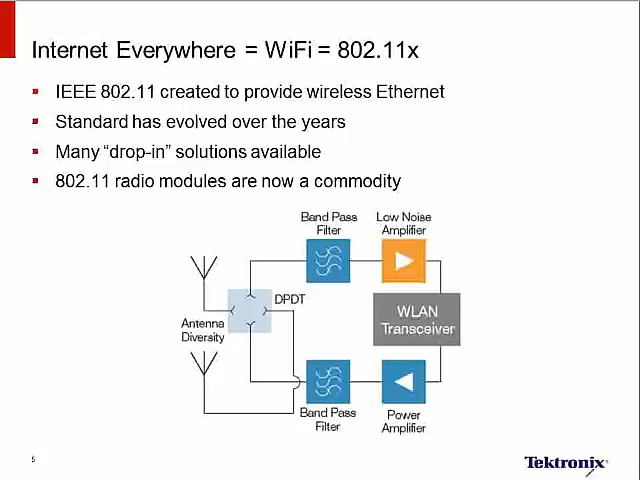 Internet Everywhere = WiFi = 802.11x
IEEE 802.11 created to provide wireless Ethernet
Standard has evolved over the years
Many “drop-in” solutions available
802.11 radio modules are now a commodity
Band Pass
Filter
Low Noise
Amplifier
DPDT
WLAN
Transceiver
Antenna
Diversity
Band Pass
Filter
Power
Amplifier
5
Tektronix